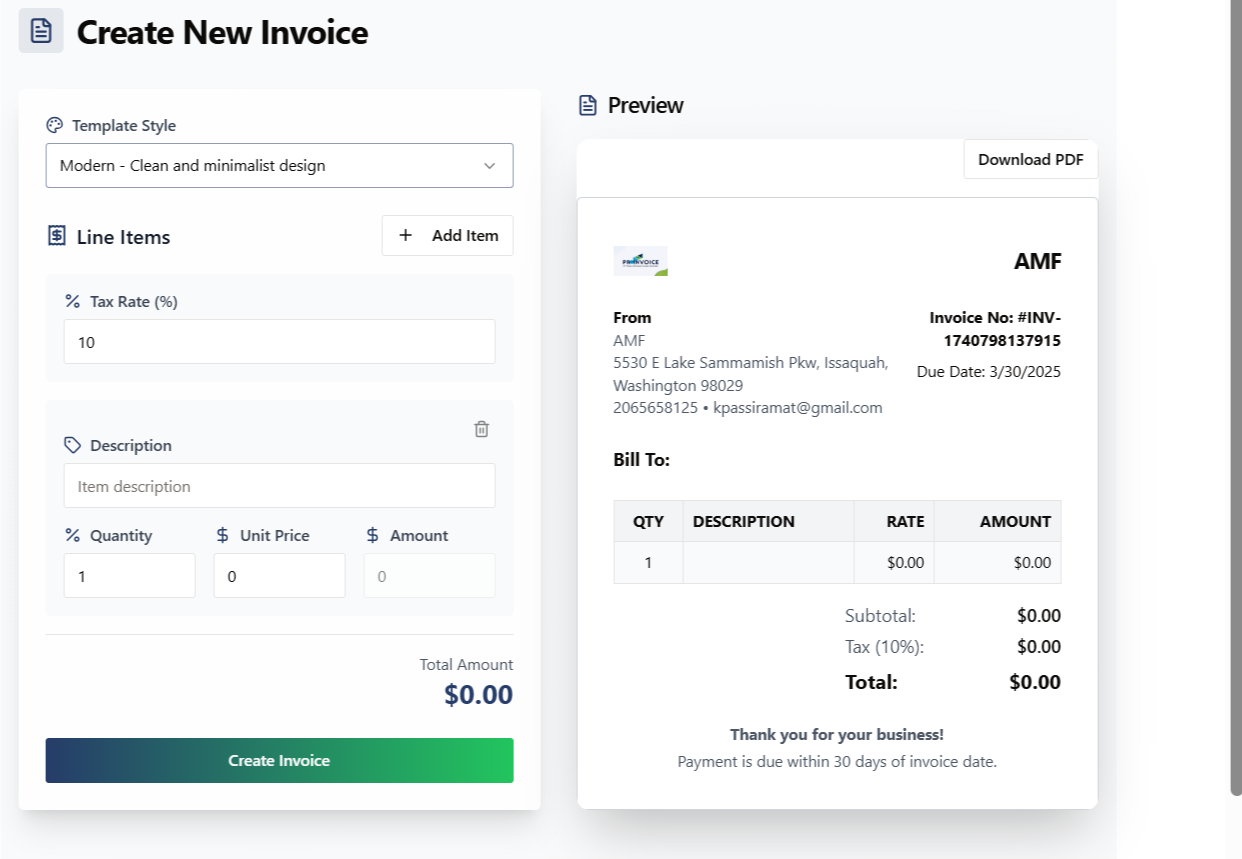 Create New Invoice
Template Style
Modern - Clean and minimalist design
Line Items
+ Add Item
% Tax Rate (%)
10
Description
Item description
% Quantity
$ Unit Price
$ Amount
1
0
0
Total Amount
$0.00
Create Invoice
Preview
Download PDF
AMF
From
AMF
5530 E Lake Sammamish Pkw, Issaquah,
Washington 98029
2065658125 • kpassiramat@gmail.com
Invoice No: #INV-
1740798137915
Due Date: 3/30/2025
Bill To:
QTY DESCRIPTION RATE AMOUNT
1 $0.00 $0.00
Subtotal: $0.00
Tax (10%): $0.00
Total: $0.00
Thank you for your business!
Payment is due within 30 days of invoice date.